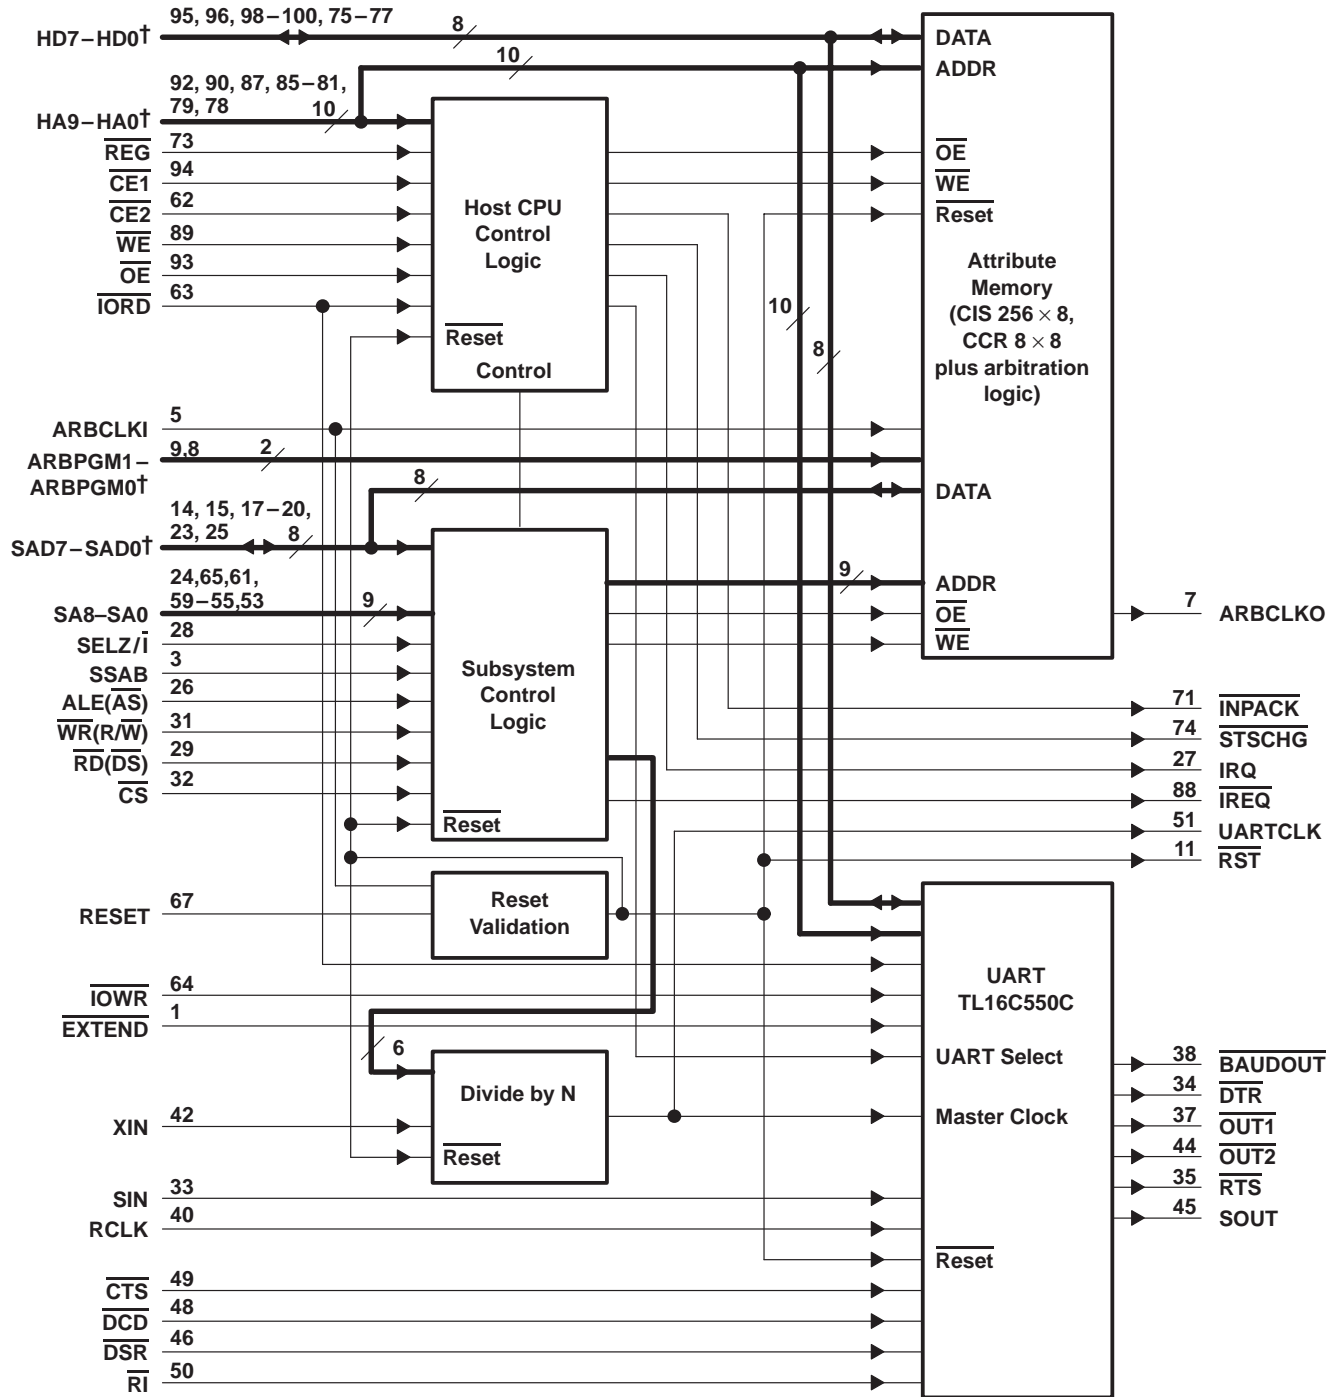 HD7–HD0† 95, 96, 98–100, 75–77 8 DATA
10 ADDR
92, 90, 87, 85–81,
79, 78
HA9–HA0† 10
REG 73 OE
CE1 94 WE
CE2 62 Reset
WE 89
OE 93
IORD 63
Host CPU
Control
Logic
Reset
Control
Attribute
Memory
(CIS 256 × 8,
CCR 8 × 8
plus arbitration
logic)
10
8
ARBCLKI 5
ARBPGM1–
ARBPGM0† 9,8 2
8 DATA
14, 15, 17–20,
23, 25
SAD7–SAD0† 8
24,65,61,
59–55,53
SA8–SA0 9
9 ADDR
OE
WE
7 ARBCLKO
SELZ/I 28
SSAB 3
ALE(AS) 26
WR(R/W) 31
RD(DS) 29
CS 32
Subsystem
Control
Logic
Reset
71 INPACK
74 STSCHG
27 IRQ
88 IREQ
51 UARTCLK
11 RST
RESET 67
Reset
Validation
IOWR 64
EXTEND 1
UART
TL16C550C
UART Select
Master Clock
6
Divide by N
XIN 42
Reset
38 BAUDOUT
34 DTR
37 OUT1
44 OUT2
35 RTS
45 SOUT
SIN 33
RCLK 40
Reset
CTS 49
DCD 48
DSR 46
RI 50